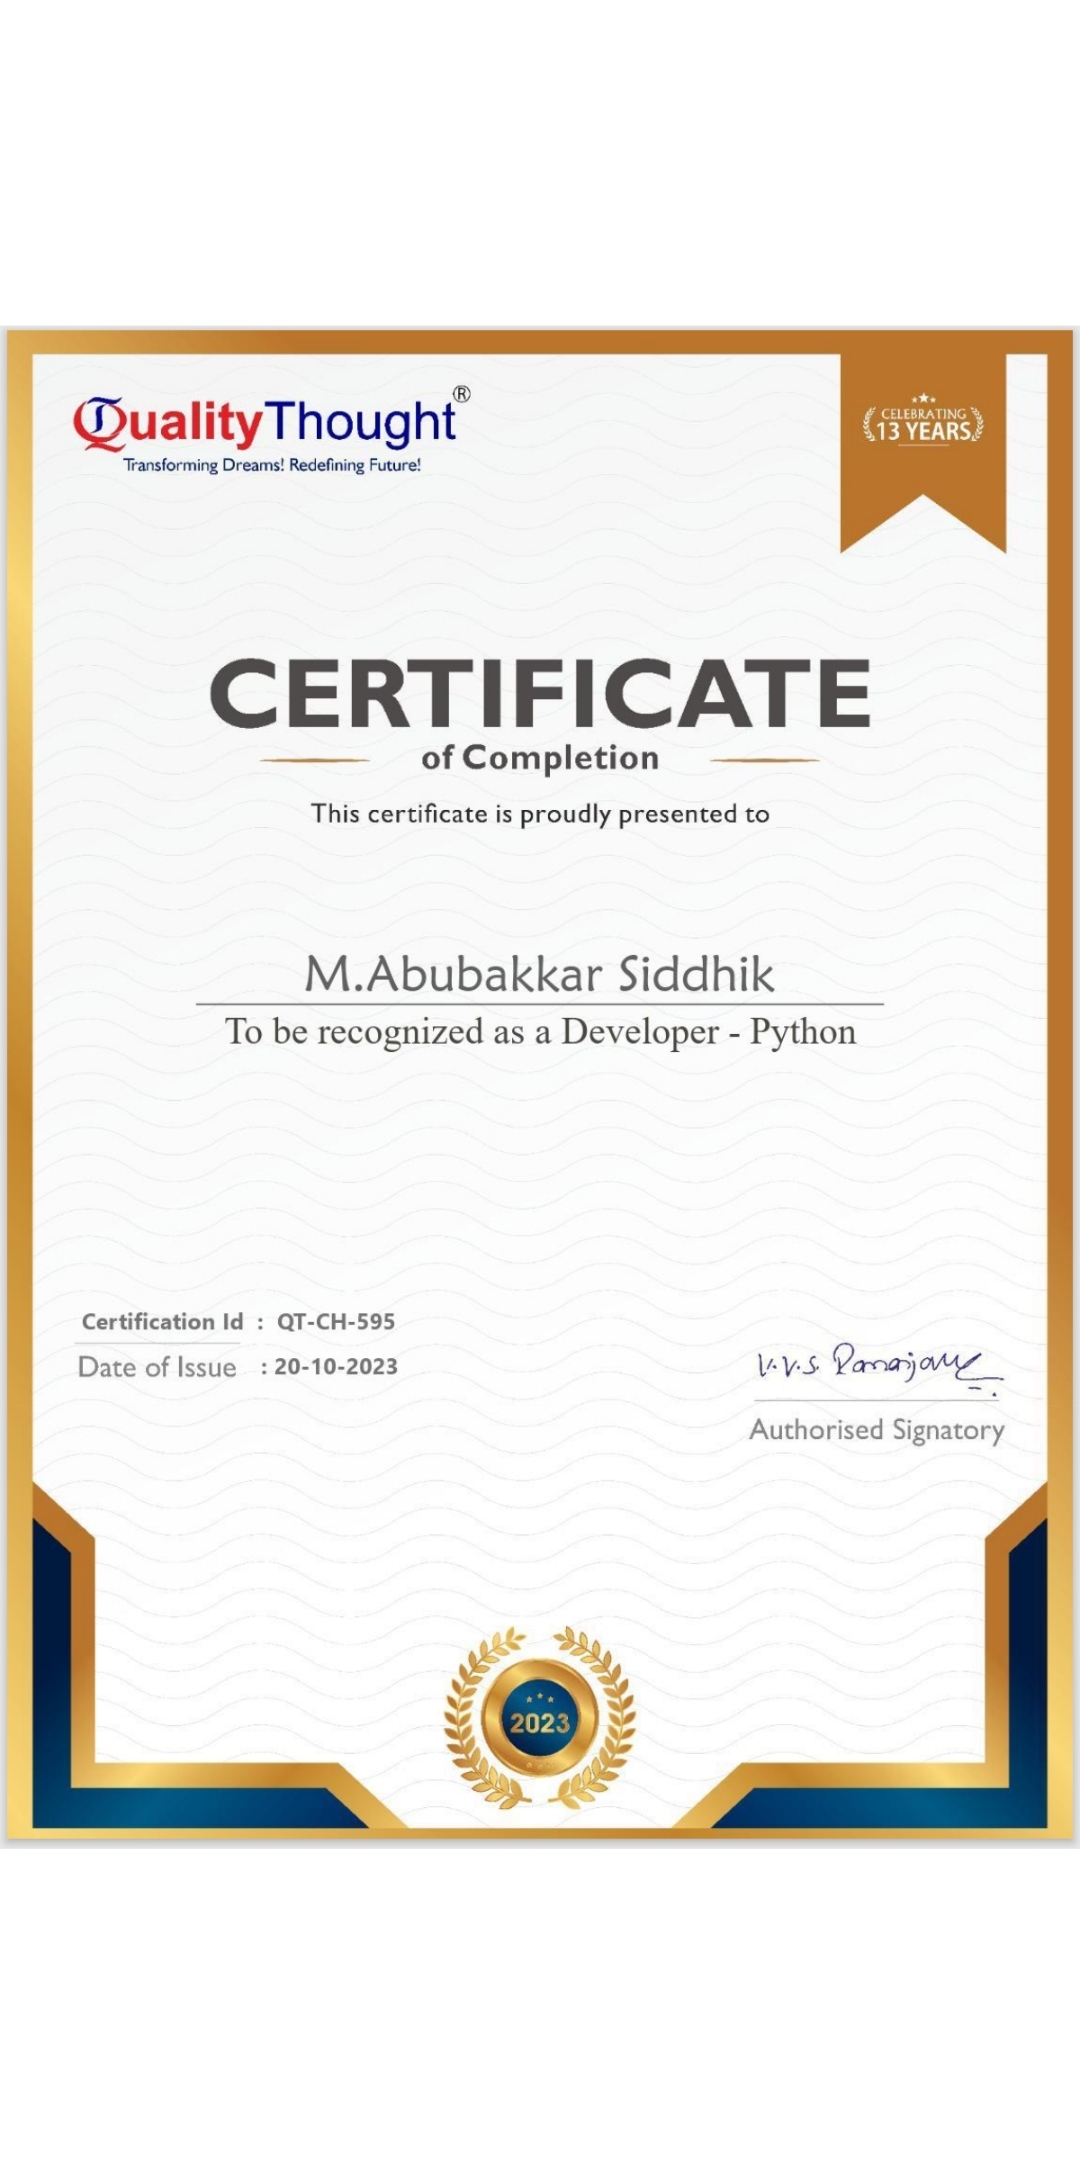 QualityThought®
Transforming Dreams! Redefining Future!
CELEBRATING
13 YEARS
CERTIFICATE
of Completion
This certificate is proudly presented to
M.Abubakkar Siddhik
To be recognized as a Developer - Python
Certification Id : QT-CH-595
Date of Issue : 20-10-2023
V.V.S.
Authorised Signatory
2023